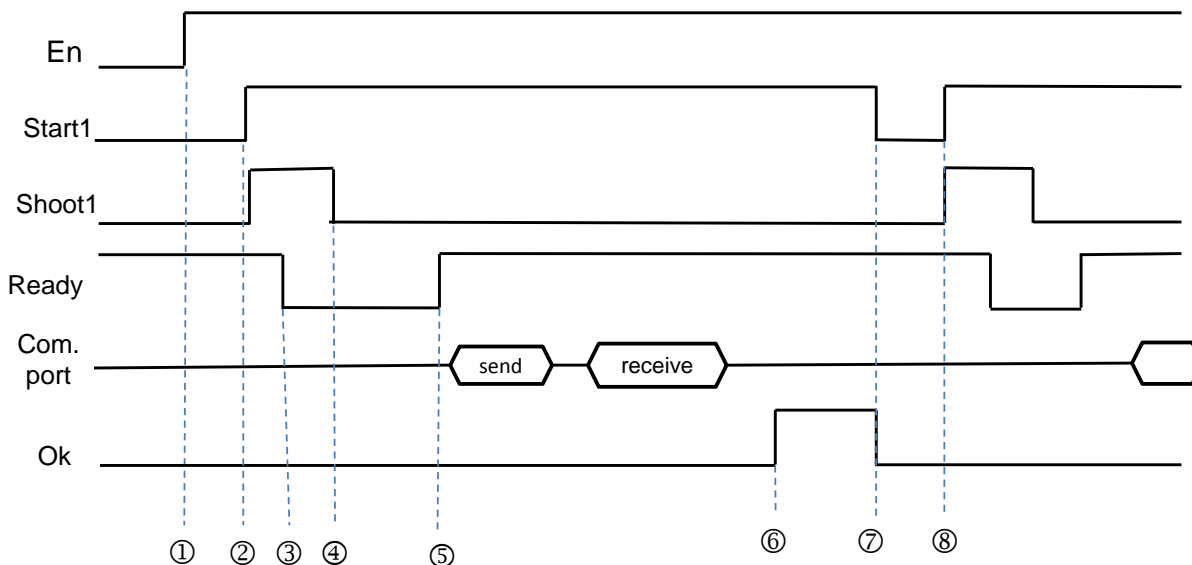 En
Start1
Shoot1
Ready
Com.
port
send
receive
Ok
① ② ③ ④ ⑤ ⑥ ⑦ ⑧